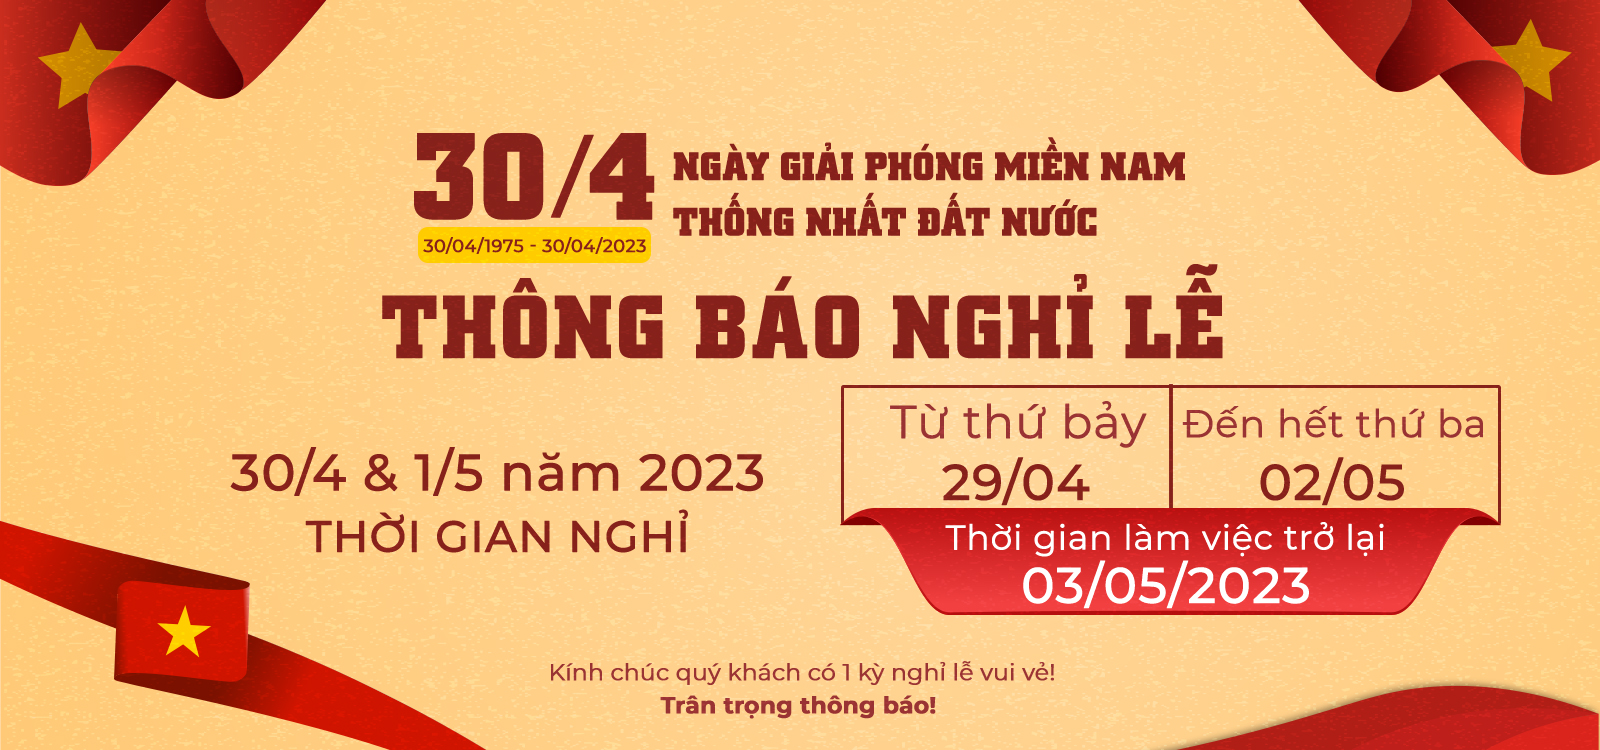 30/4
30/04/1975 - 30/04/2023
NGÀY GIẢI PHÓNG MIỀN NAM
THỐNG NHẤT ĐẤT NƯỚC
THÔNG BÁO NGHỈ LỄ
30/4 & 1/5 năm 2023
THỜI GIAN NGHỈ
Từ thứ bảy
29/04
Đến hết thứ ba
02/05
Thời gian làm việc trở lại
03/05/2023
Kính chúc quý khách có 1 kỳ nghỉ lễ vui vẻ!
Trân trọng thông báo!